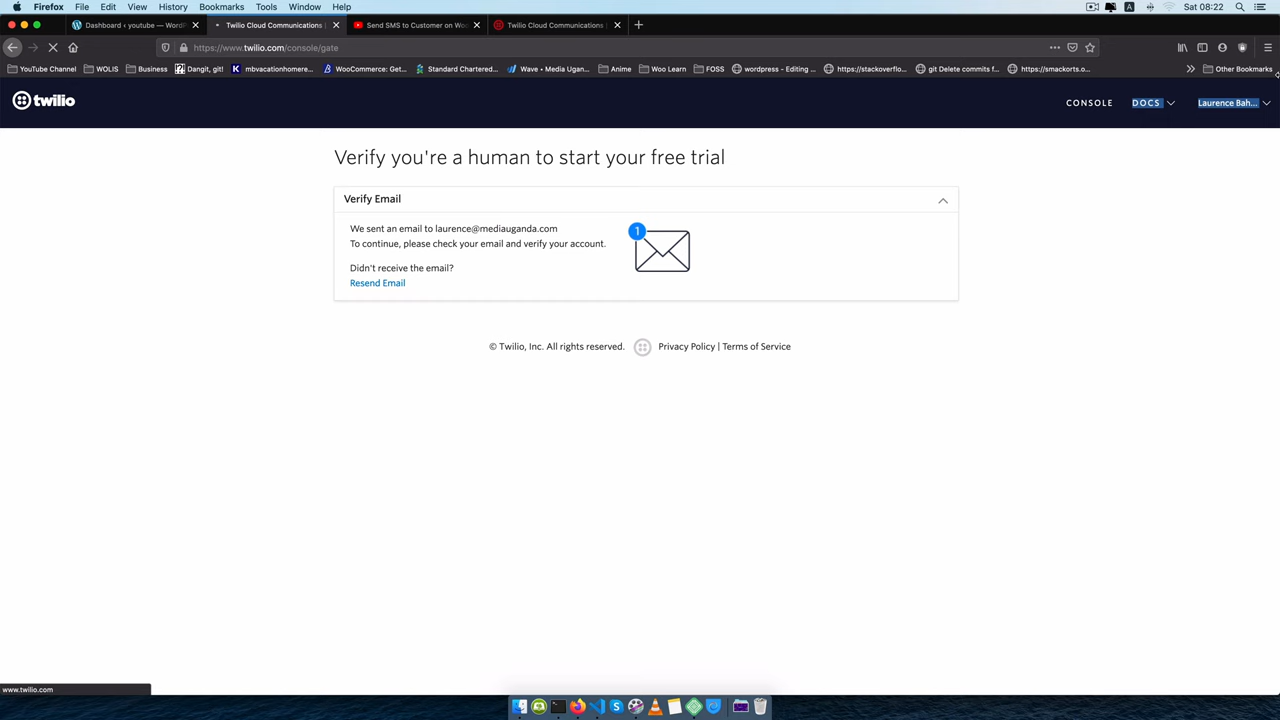 Firefox File Edit View History Bookmarks Tools Window Help Sat 08:22
Dashboard ‹ youtube — WordP Twilio Cloud Communications | Send SMS to Customer on Woo Twilio Cloud Communications |
https://www.twilio.com/console/gate
YouTube Channel WOLIS Business Dangit, git! mbvacationhomere... WooCommerce: Get... Standard Chartered... Wave • Media Ugan... Anime Woo Learn FOSS wordpress - Editing ... https://stackoverflo... git Delete commits f... https://smackorts.o... Other Bookmarks
twilio CONSOLE DOCS Laurence Bah...
Verify you're a human to start your free trial
Verify Email
We sent an email to laurence@mediauganda.com
To continue, please check your email and verify your account.
1
Didn't receive the email?
Resend Email
© Twilio, Inc. All rights reserved. Privacy Policy | Terms of Service
www.twilio.com